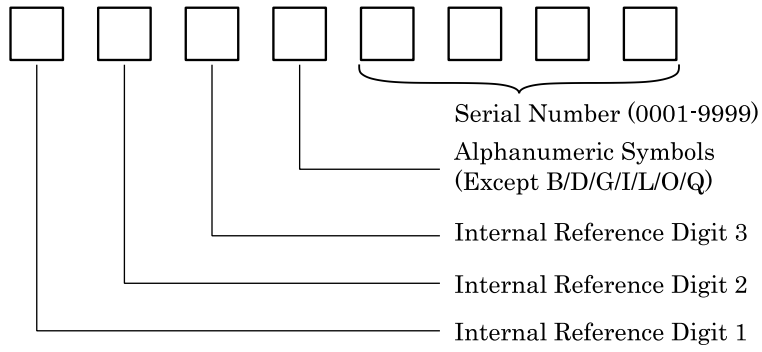 Serial Number (0001-9999)
Alphanumeric Symbols
(Except B/D/G/I/L/O/Q)
Internal Reference Digit 3
Internal Reference Digit 2
Internal Reference Digit 1